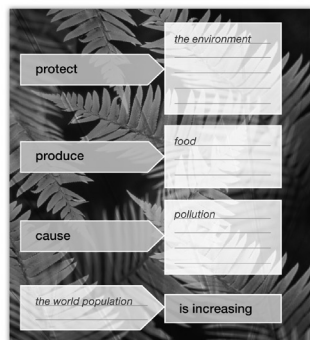 the environment
protect
food
produce
pollution
cause
the world population
is increasing